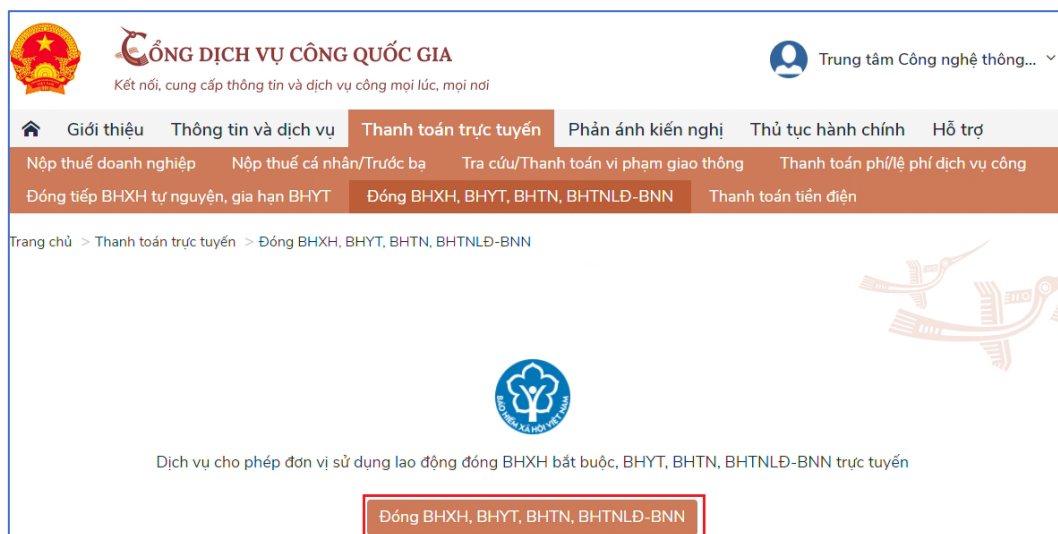 CỔNG DỊCH VỤ CÔNG QUỐC GIA
Kết nối, cung cấp thông tin và dịch vụ công mọi lúc, mọi nơi
Trung tâm Công nghệ thông...
Giới thiệu Thông tin và dịch vụ Thanh toán trực tuyến Phản ánh kiến nghị Thủ tục hành chính Hỗ trợ
Nộp thuế doanh nghiệp Nộp thuế cá nhân/Trước bạ Tra cứu/Thanh toán vi phạm giao thông Thanh toán phí/lệ phí dịch vụ công
Đóng tiếp BHXH tự nguyện, gia hạn BHYT Đóng BHXH, BHYT, BHTN, BHTNLĐ-BNN Thanh toán tiền điện
Trang chủ > Thanh toán trực tuyến > Đóng BHXH, BHYT, BHTN, BHTNLĐ-BNN
BẢO HIỂM XÃ HỘI VIỆT NAM
Dịch vụ cho phép đơn vị sử dụng lao động đóng BHXH bắt buộc, BHYT, BHTN, BHTNLĐ-BNN trực tuyến
Đóng BHXH, BHYT, BHTN, BHTNLĐ-BNN